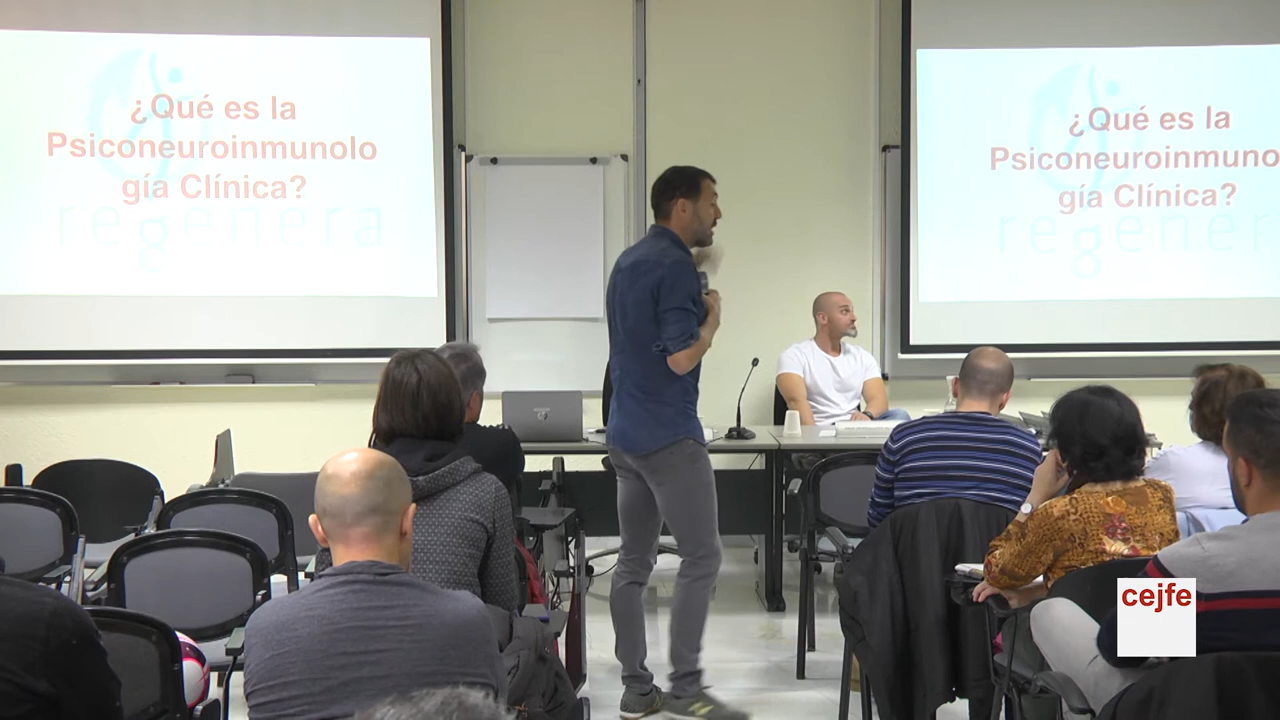 ¿Qué es la
Psiconeuroinmunolo
gía Clínica?
regenera
¿Qué es la
Psiconeuroinmuno
gía Clínica?
regener
cejfe